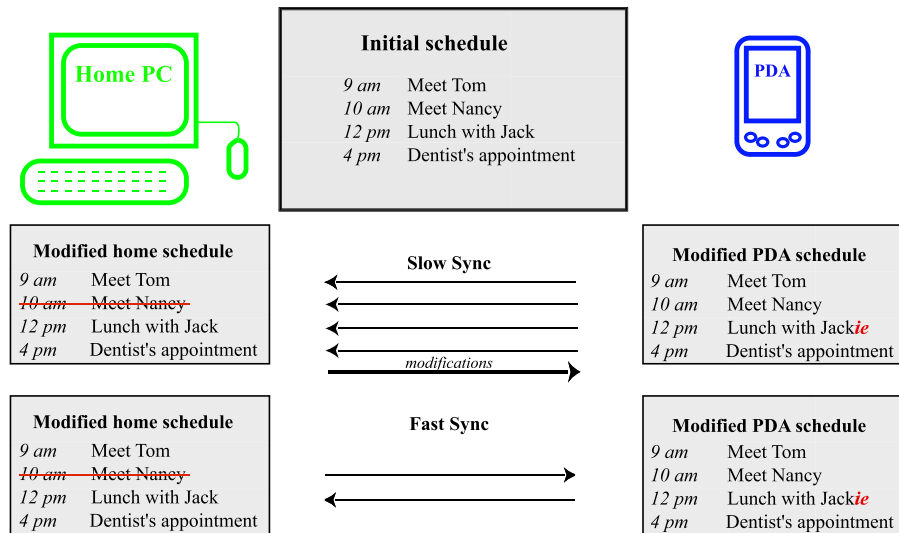 Home PC
Initial schedule
9 am Meet Tom
10 am Meet Nancy
12 pm Lunch with Jack
4 pm Dentist's appointment
PDA
Modified home schedule
9 am Meet Tom
10 am Meet Nancy
12 pm Lunch with Jack
4 pm Dentist's appointment
Slow Sync
modifications
Modified PDA schedule
9 am Meet Tom
10 am Meet Nancy
12 pm Lunch with Jackie
4 pm Dentist's appointment
Modified home schedule
9 am Meet Tom
10 am Meet Nancy
12 pm Lunch with Jack
4 pm Dentist's appointment
Fast Sync
Modified PDA schedule
9 am Meet Tom
10 am Meet Nancy
12 pm Lunch with Jackie
4 pm Dentist's appointment